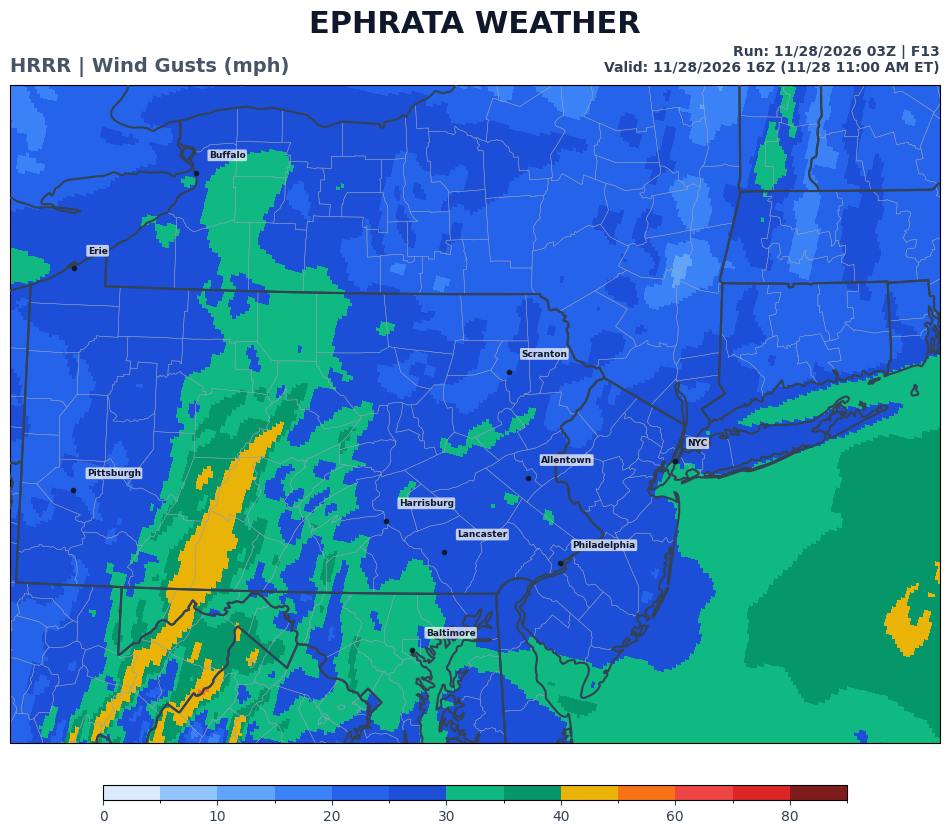 EPHRATA WEATHER
HRRR | Wind Gusts (mph)
Run: 11/28/2026 03Z | F13
Valid: 11/28/2026 16Z (11/28 11:00 AM ET)
Buffalo
Erie
Scranton
NYC
Allentown
Pittsburgh
Harrisburg
Lancaster
Philadelphia
Baltimore
0 10 20 30 40 50 60 70 80